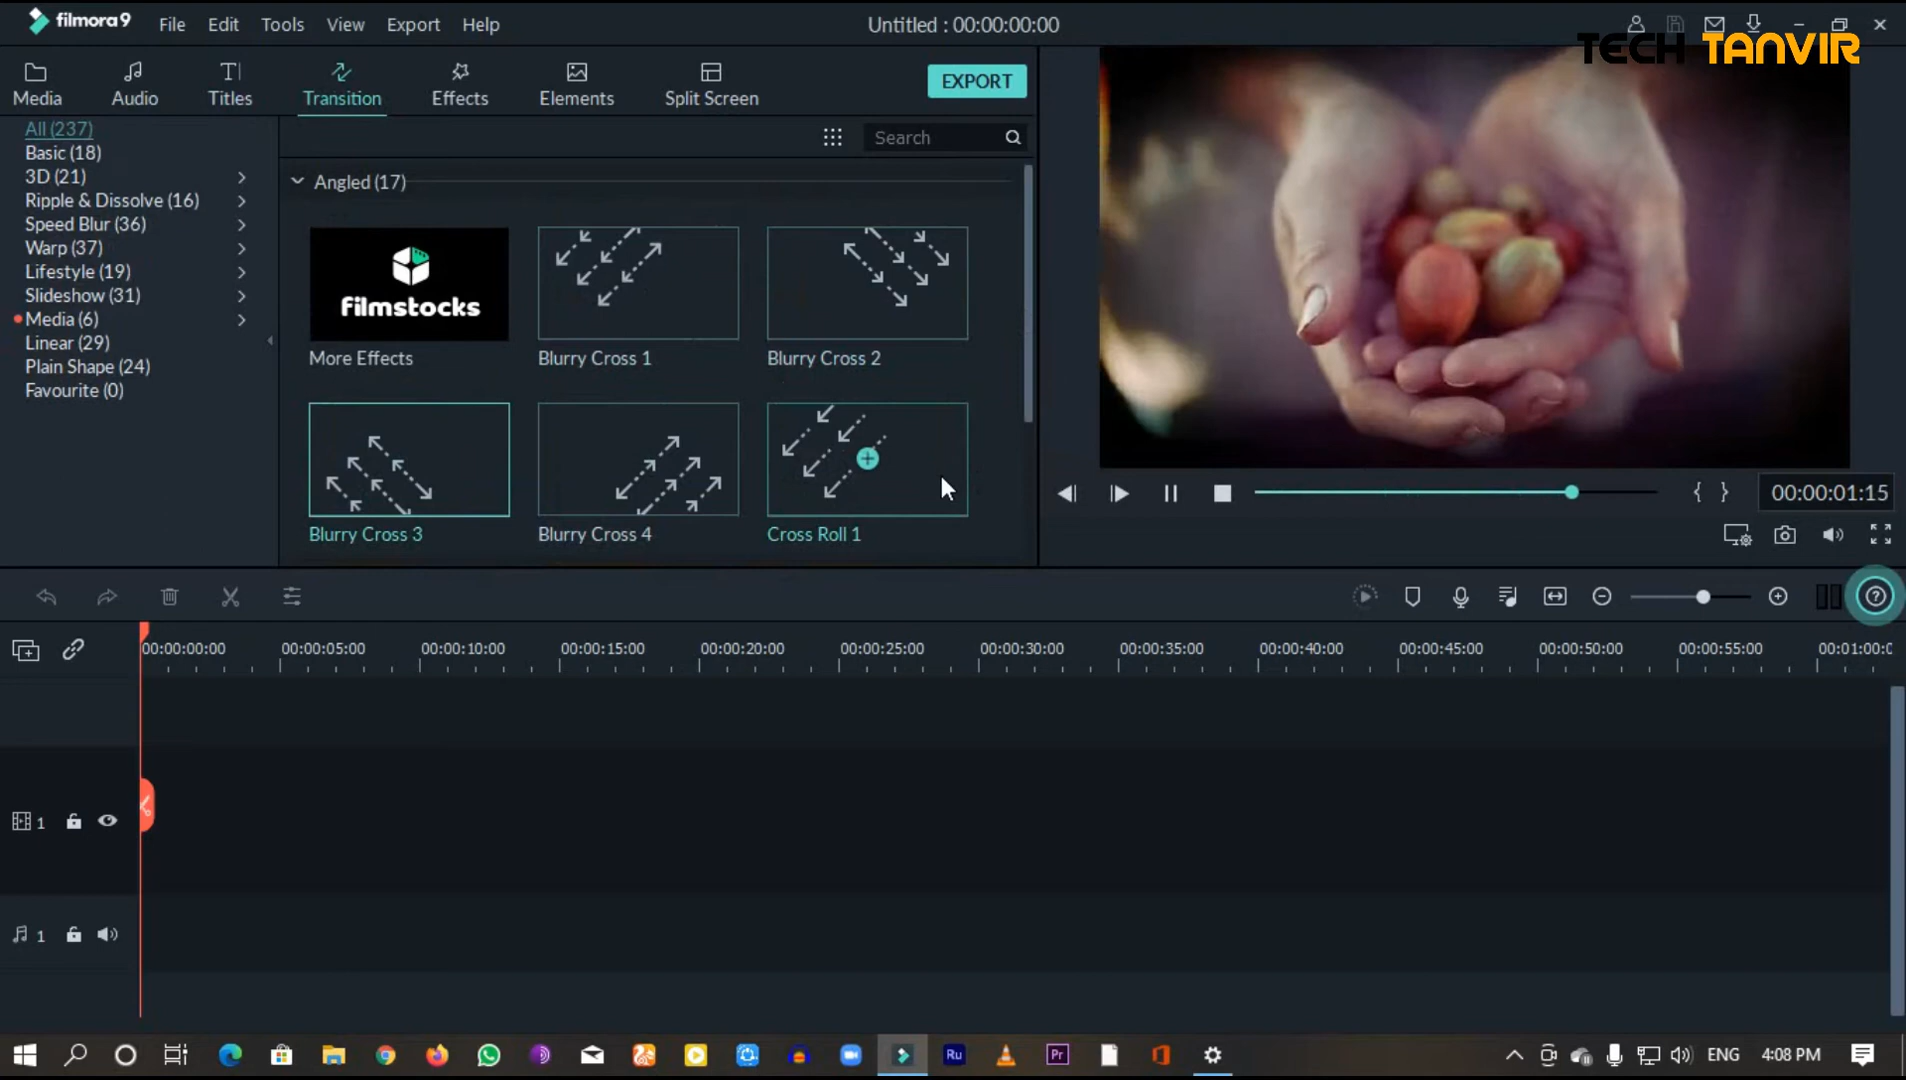 filmora9 File Edit Tools View Export Help Untitled : 00:00:00:00
TECH TANVIR
Media Audio Titles Transition Effects Elements Split Screen EXPORT
All (237)
Basic (18)
3D (21)
Ripple & Dissolve (16)
Speed Blur (36)
Warp (37)
Lifestyle (19)
Slideshow (31)
Media (6)
Linear (29)
Plain Shape (24)
Favourite (0)
Search
Angled (17)
filmstocks
More Effects Blurry Cross 1 Blurry Cross 2
Blurry Cross 3 Blurry Cross 4 Cross Roll 1
{ } 00:00:01:15
00:00:00:00 00:00:05:00 00:00:10:00 00:00:15:00 00:00:20:00 00:00:25:00 00:00:30:00 00:00:35:00 00:00:40:00 00:00:45:00 00:00:50:00 00:00:55:00 00:01:00:0
1
1
Ru Pr ENG 4:08 PM